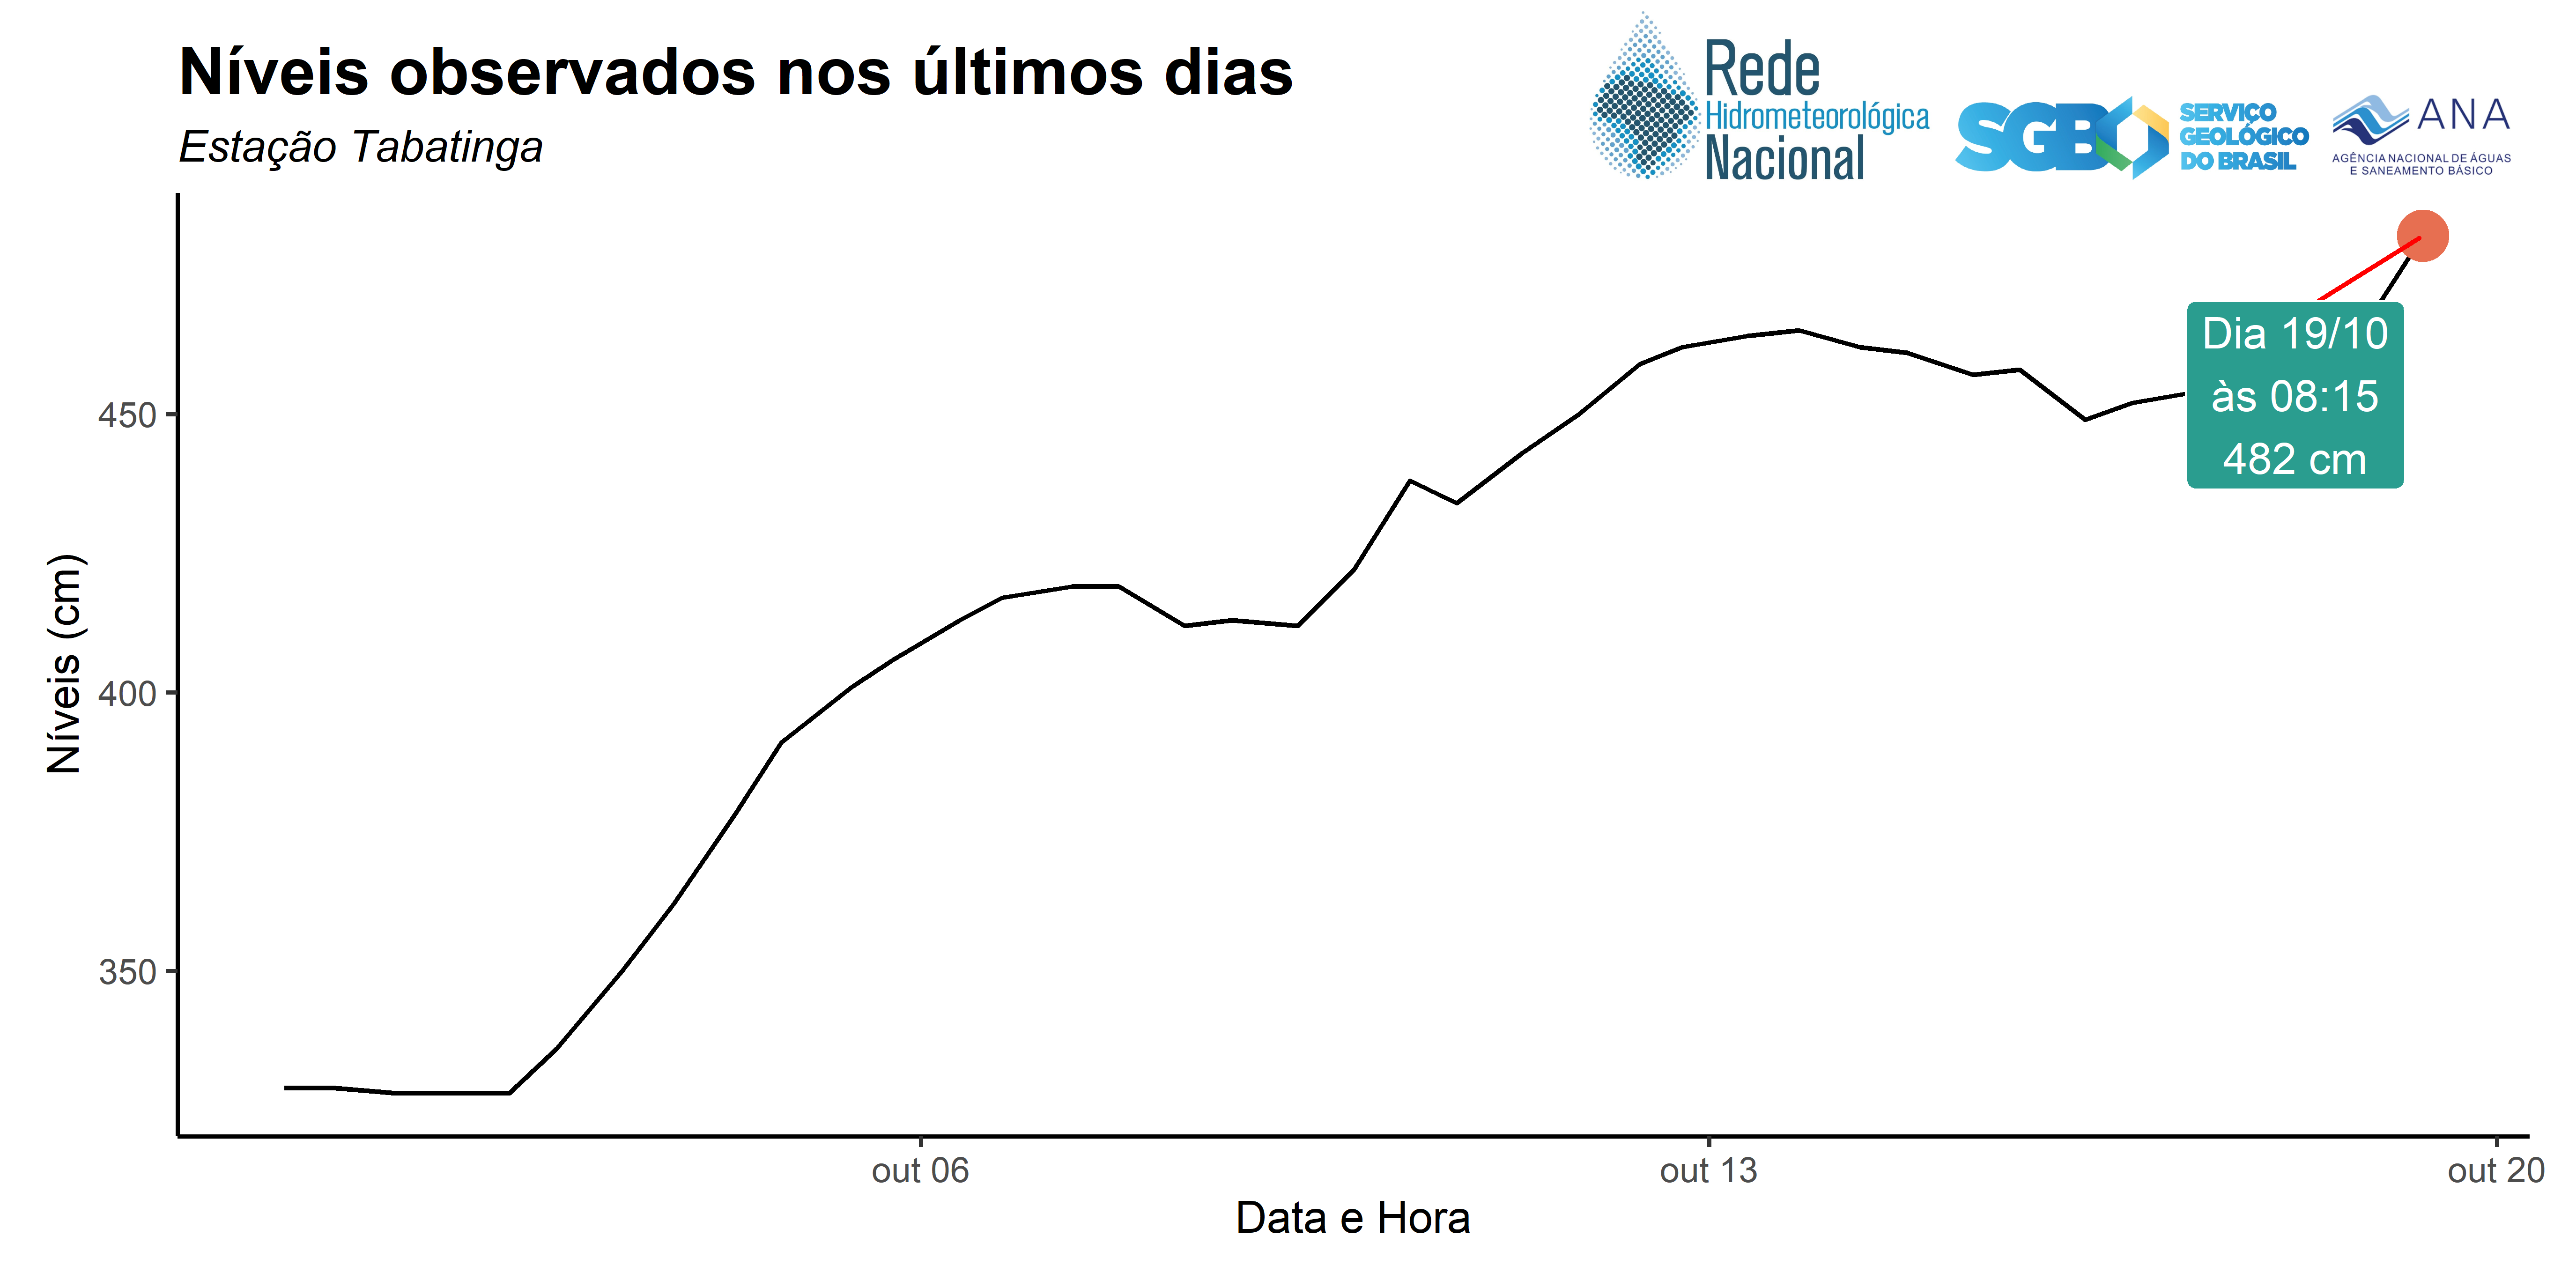 Níveis observados nos últimos dias
Estação Tabatinga
Rede
Hidrometeorológica
Nacional
SGB
SERVIÇO
GEOLÓGICO
DO BRASIL
ANA
AGÊNCIA NACIONAL DE ÁGUAS
E SANEAMENTO BÁSICO
Níveis (cm)
450
400
350
Dia 19/10
às 08:15
482 cm
out 06
out 13
out 20
Data e Hora